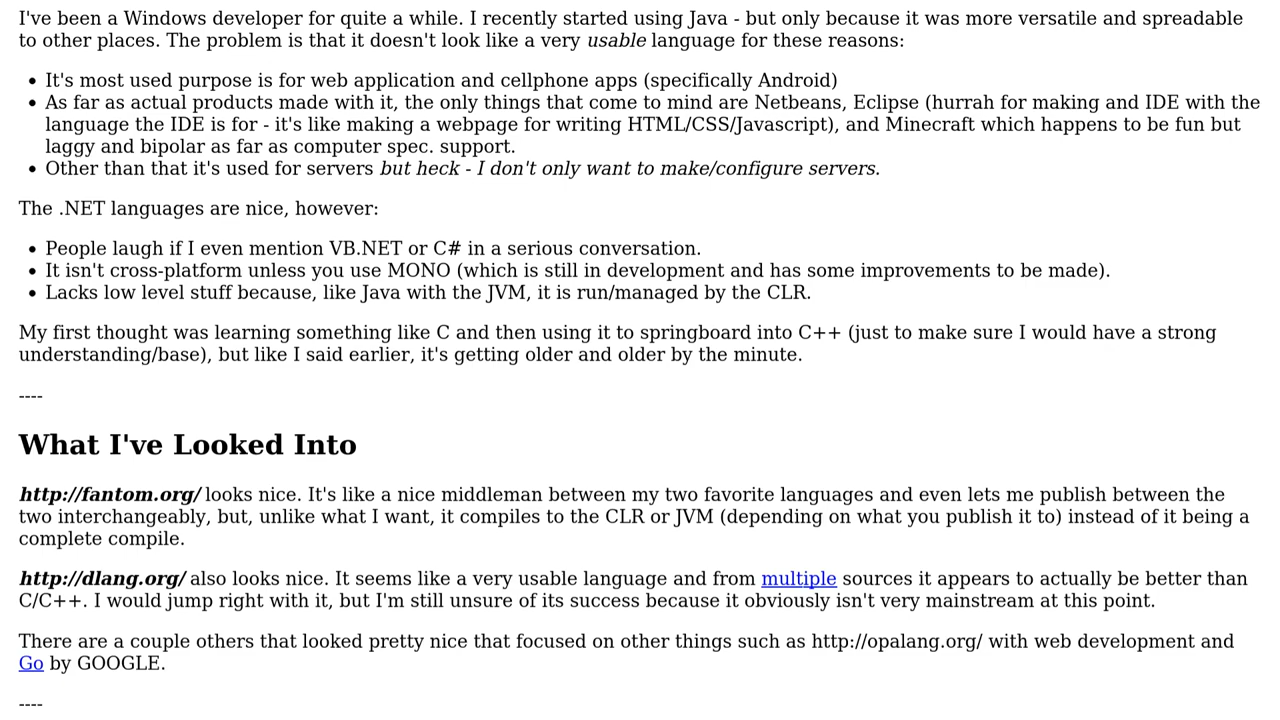 I've been a Windows developer for quite a while. I recently started using Java - but only because it was more versatile and spreadable
to other places. The problem is that it doesn't look like a very usable language for these reasons:
• It's most used purpose is for web application and cellphone apps (specifically Android)
• As far as actual products made with it, the only things that come to mind are Netbeans, Eclipse (hurrah for making and IDE with the
language the IDE is for - it's like making a webpage for writing HTML/CSS/Javascript), and Minecraft which happens to be fun but
laggy and bipolar as far as computer spec. support.
• Other than that it's used for servers but heck - I don't only want to make/configure servers.
The .NET languages are nice, however:
• People laugh if I even mention VB.NET or C# in a serious conversation.
• It isn't cross-platform unless you use MONO (which is still in development and has some improvements to be made).
• Lacks low level stuff because, like Java with the JVM, it is run/managed by the CLR.
My first thought was learning something like C and then using it to springboard into C++ (just to make sure I would have a strong
understanding/base), but like I said earlier, it's getting older and older by the minute.
----
What I've Looked Into
http://fantom.org/ looks nice. It's like a nice middleman between my two favorite languages and even lets me publish between the
two interchangeably, but, unlike what I want, it compiles to the CLR or JVM (depending on what you publish it to) instead of it being a
complete compile.
http://dlang.org/ also looks nice. It seems like a very usable language and from multiple sources it appears to actually be better than
C/C++. I would jump right with it, but I'm still unsure of its success because it obviously isn't very mainstream at this point.
There are a couple others that looked pretty nice that focused on other things such as http://opalang.org/ with web development and
Go by GOOGLE.
----